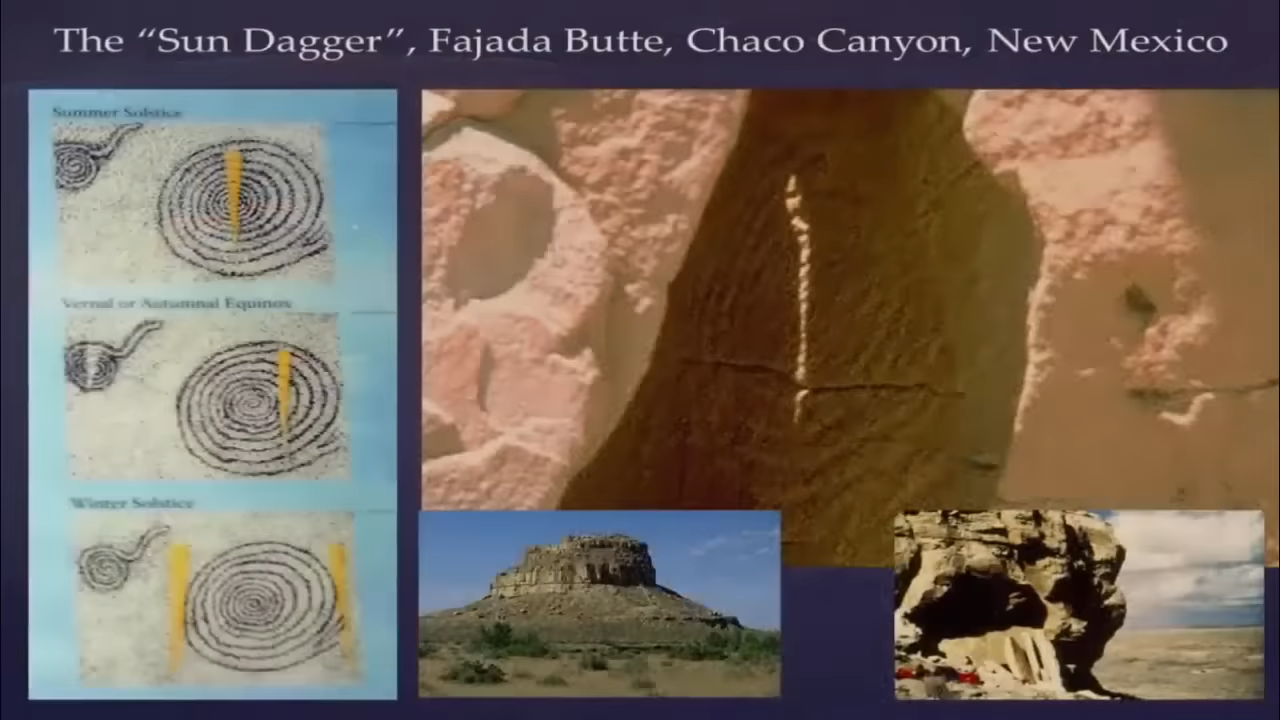 The “Sun Dagger”, Fajada Butte, Chaco Canyon, New Mexico
Summer Solstice
Vernal or Autumnal Equinox
Winter Solstice